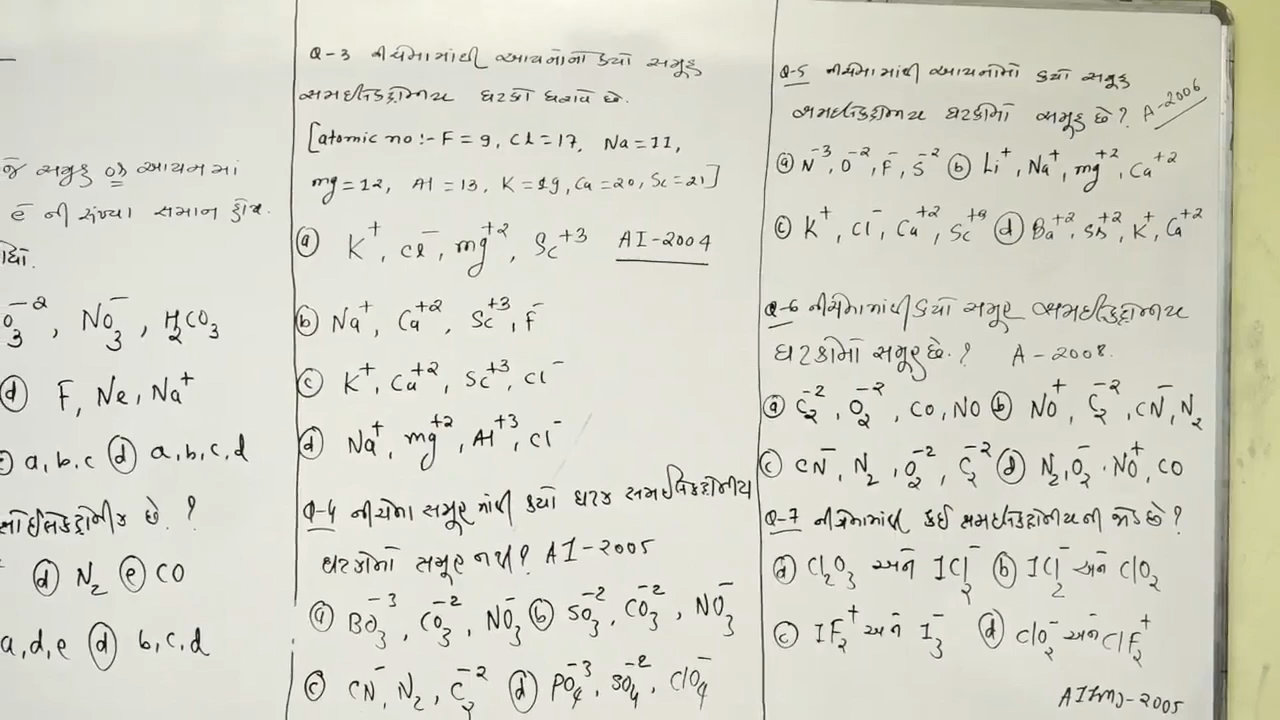 જે સમુહ કે આયનમાં
e⁻ ની સંખ્યા સમાન હોય.
O₃⁻², NO₃⁻, H₂CO₃
ⓓ F, Ne, Na⁺
a, b, c ⓓ a, b, c, d
છે. ?
ⓓ N₂ ⓔ CO
a, d, e ⓓ b, c, d
Q-3 નીચેનામાંથી આયનોનો કયો સમુહ
સમઇલેક્ટ્રોનીય ઘટકો ધરાવે છે.
[atomic no :- F = 9, Cl = 17, Na = 11,
mg = 12, Al = 13, K = 19, Ca = 20, Sc = 21]
ⓐ K⁺, Cl⁻, mg⁺², Sc⁺³ AI-2004
ⓑ Na⁺, Ca⁺², Sc⁺³, F⁻
ⓒ K⁺, Ca⁺², Sc⁺³, Cl⁻
ⓓ Na⁺, mg⁺², Al⁺³, Cl⁻
Q-4 નીચેના સમુહ માંથી કયો ઘટક સમઇલેક્ટ્રોનીય
ઘટકોનો સમુહ નથી? AI-2005
ⓐ BO₃⁻³, CO₃⁻², NO₃⁻ ⓑ SO₃⁻², CO₃⁻², NO₃⁻
ⓒ CN⁻, N₂, C₂⁻² ⓓ PO₄⁻³, SO₄⁻², ClO₄⁻
Q-5 નીચેનામાંથી આયનોનો કયો સમુહ
સમઇલેક્ટ્રોનીય ઘટકોનો સમુહ છે? A-2006
ⓐ N⁻³, O⁻², F⁻, S⁻² ⓑ Li⁺, Na⁺, mg⁺², Ca⁺²
ⓒ K⁺, Cl⁻, Ca⁺², Sc⁺³ ⓓ Ba⁺², K⁺, Ca⁺²
Q-6 નીચેનામાંથી કયો સમુહ સમઇલેક્ટ્રોનીય
ઘટકોનો સમુહ છે.? A-2008.
ⓐ C₂⁻², O₂⁻², CO, NO ⓑ NO⁺, C₂⁻², CN⁻, N₂
ⓒ CN⁻, N₂, O₂⁻², C₂⁻² ⓓ N₂, O₂⁻, NO⁺, CO
Q-7 નીચેનામાંથી કઈ સમઇલેક્ટ્રોનીયની જોડ છે?
ⓐ Cl₂O₃ અને ICl₂⁻ ⓑ ICl₂⁻ અને ClO₂
ⓒ IF₂⁺ અને I₃⁻ ⓓ ClO₂⁻ અને ClF₂⁺
AIIMS-2005